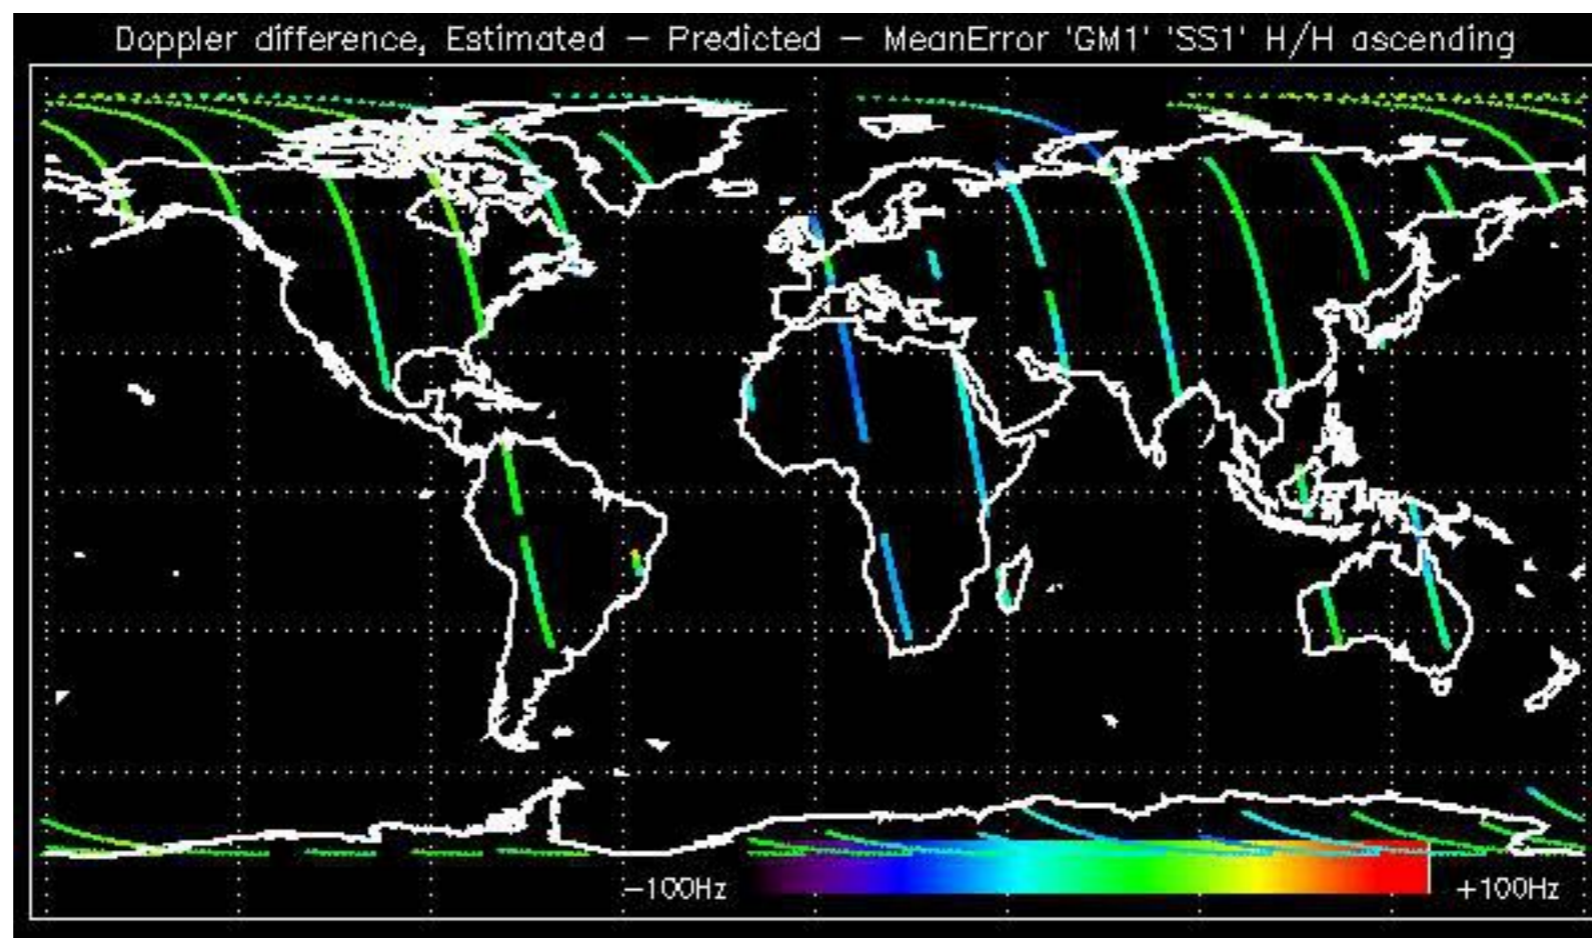 Doppler difference, Estimated – Predicted – MeanError 'GM1' 'SS1' H/H ascending
–100Hz
+100Hz